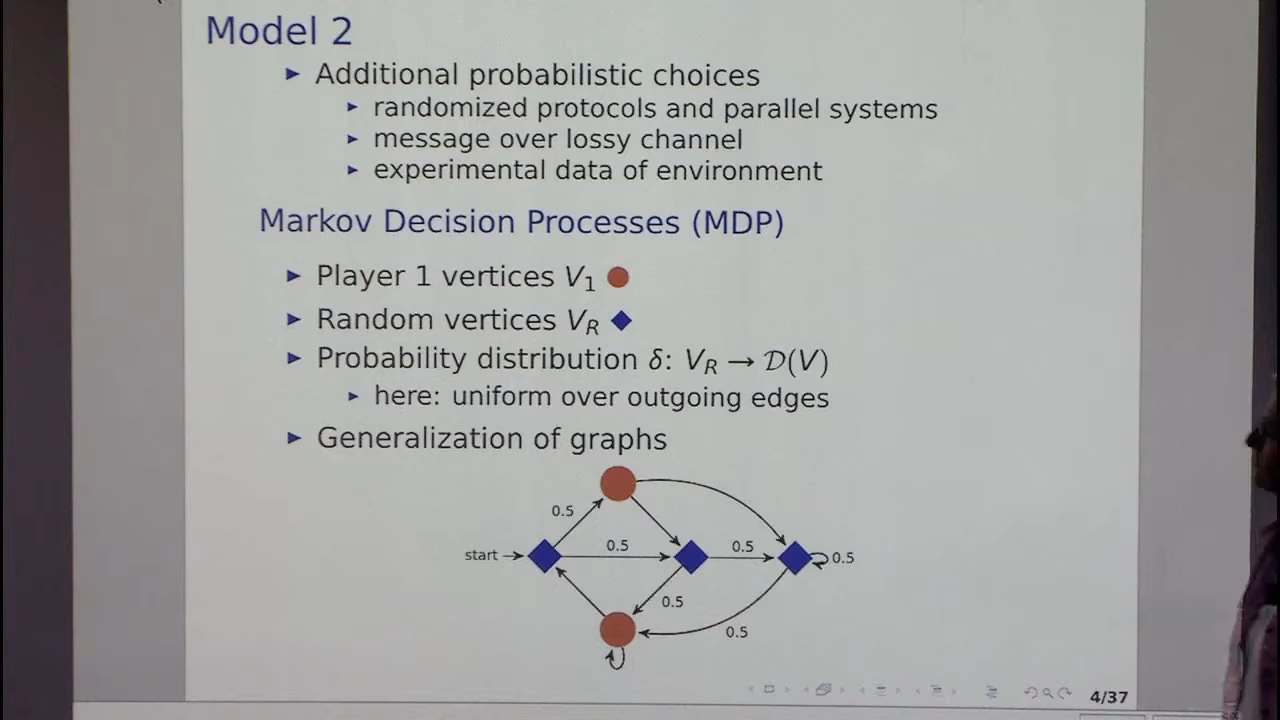 Model 2
► Additional probabilistic choices
► randomized protocols and parallel systems
► message over lossy channel
► experimental data of environment
Markov Decision Processes (MDP)
► Player 1 vertices V₁
► Random vertices V_R
► Probability distribution δ: V_R → 𝒟(V)
► here: uniform over outgoing edges
► Generalization of graphs
0.5
start
0.5
0.5
0.5
0.5
0.5
4/37